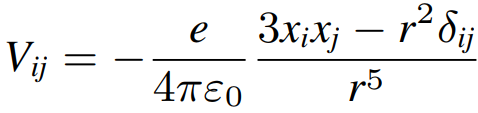 V_{ij} = -\frac{e}{4\pi\varepsilon_0} \frac{3x_i x_j - r^2 \delta_{ij}}{r^5}